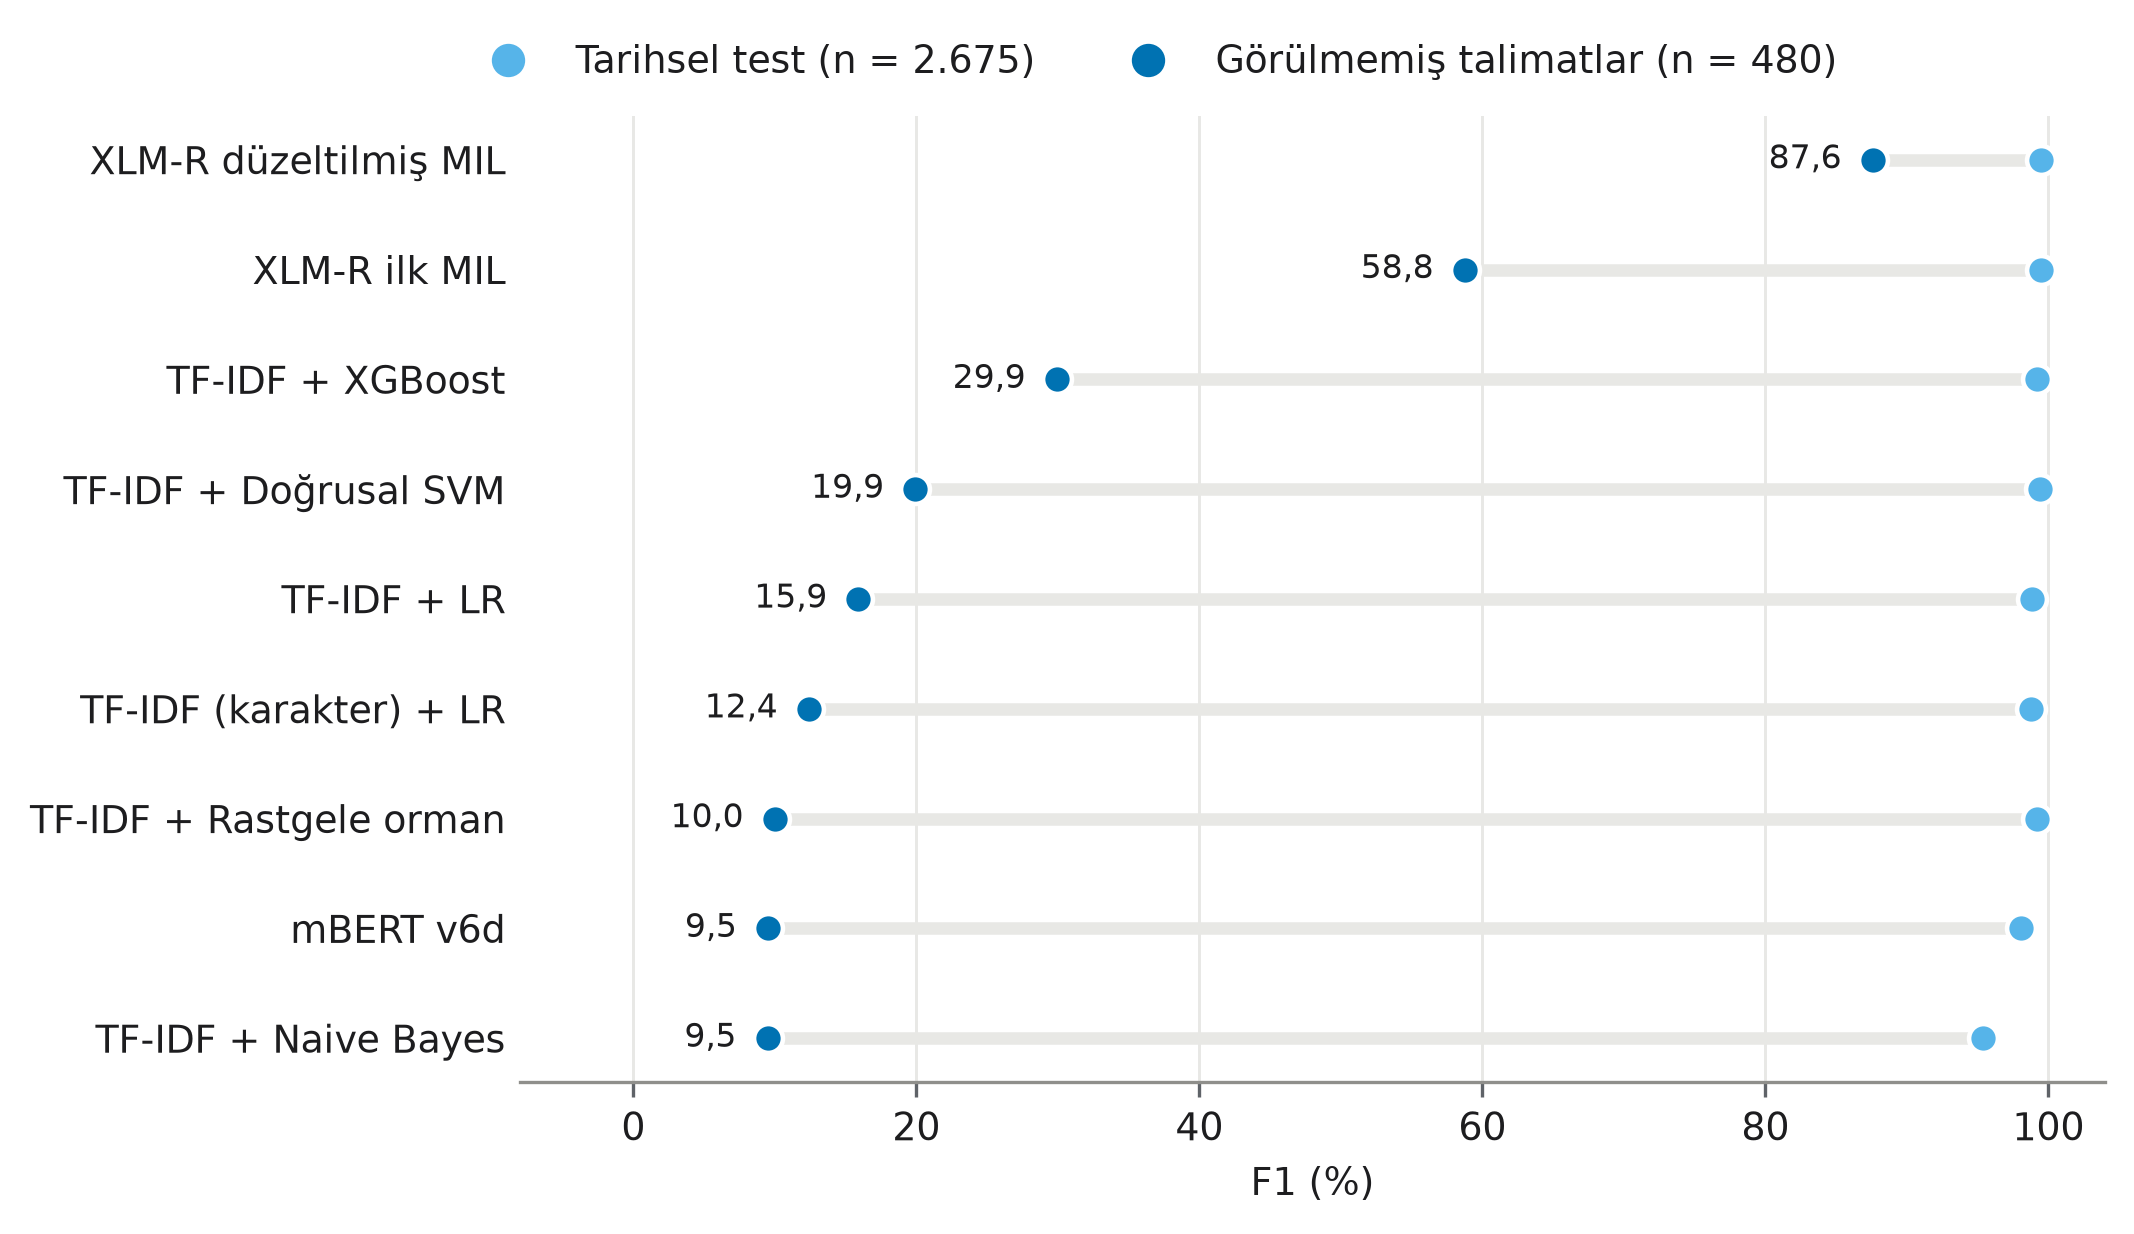 Tarihsel test (n = 2.675) Görülmemiş talimatlar (n = 480)
XLM-R düzeltilmiş MIL 87,6
XLM-R ilk MIL 58,8
TF-IDF + XGBoost 29,9
TF-IDF + Doğrusal SVM 19,9
TF-IDF + LR 15,9
TF-IDF (karakter) + LR 12,4
TF-IDF + Rastgele orman 10,0
mBERT v6d 9,5
TF-IDF + Naive Bayes 9,5
0 20 40 60 80 100
F1 (%)